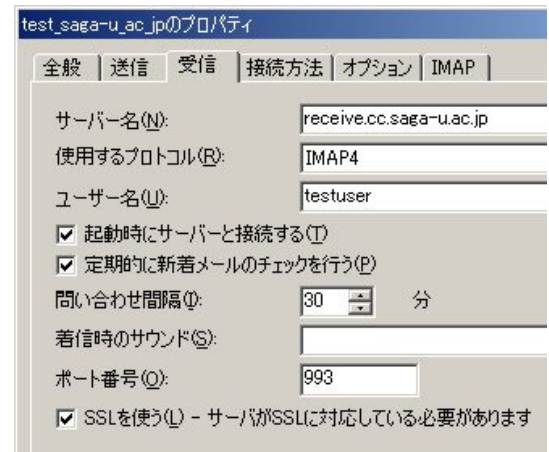 test_saga-u_ac_jpのプロパティ
全般 送信 受信 接続方法 オプション IMAP
サーバー名(N): receive.cc.saga-u.ac.jp
使用するプロトコル(R): IMAP4
ユーザー名(U): testuser
起動時にサーバーと接続する(T)
定期的に新着メールのチェックを行う(P)
問い合わせ間隔(I): 30 分
着信時のサウンド(S):
ポート番号(O): 993
SSLを使う(L) - サーバがSSLに対応している必要があります